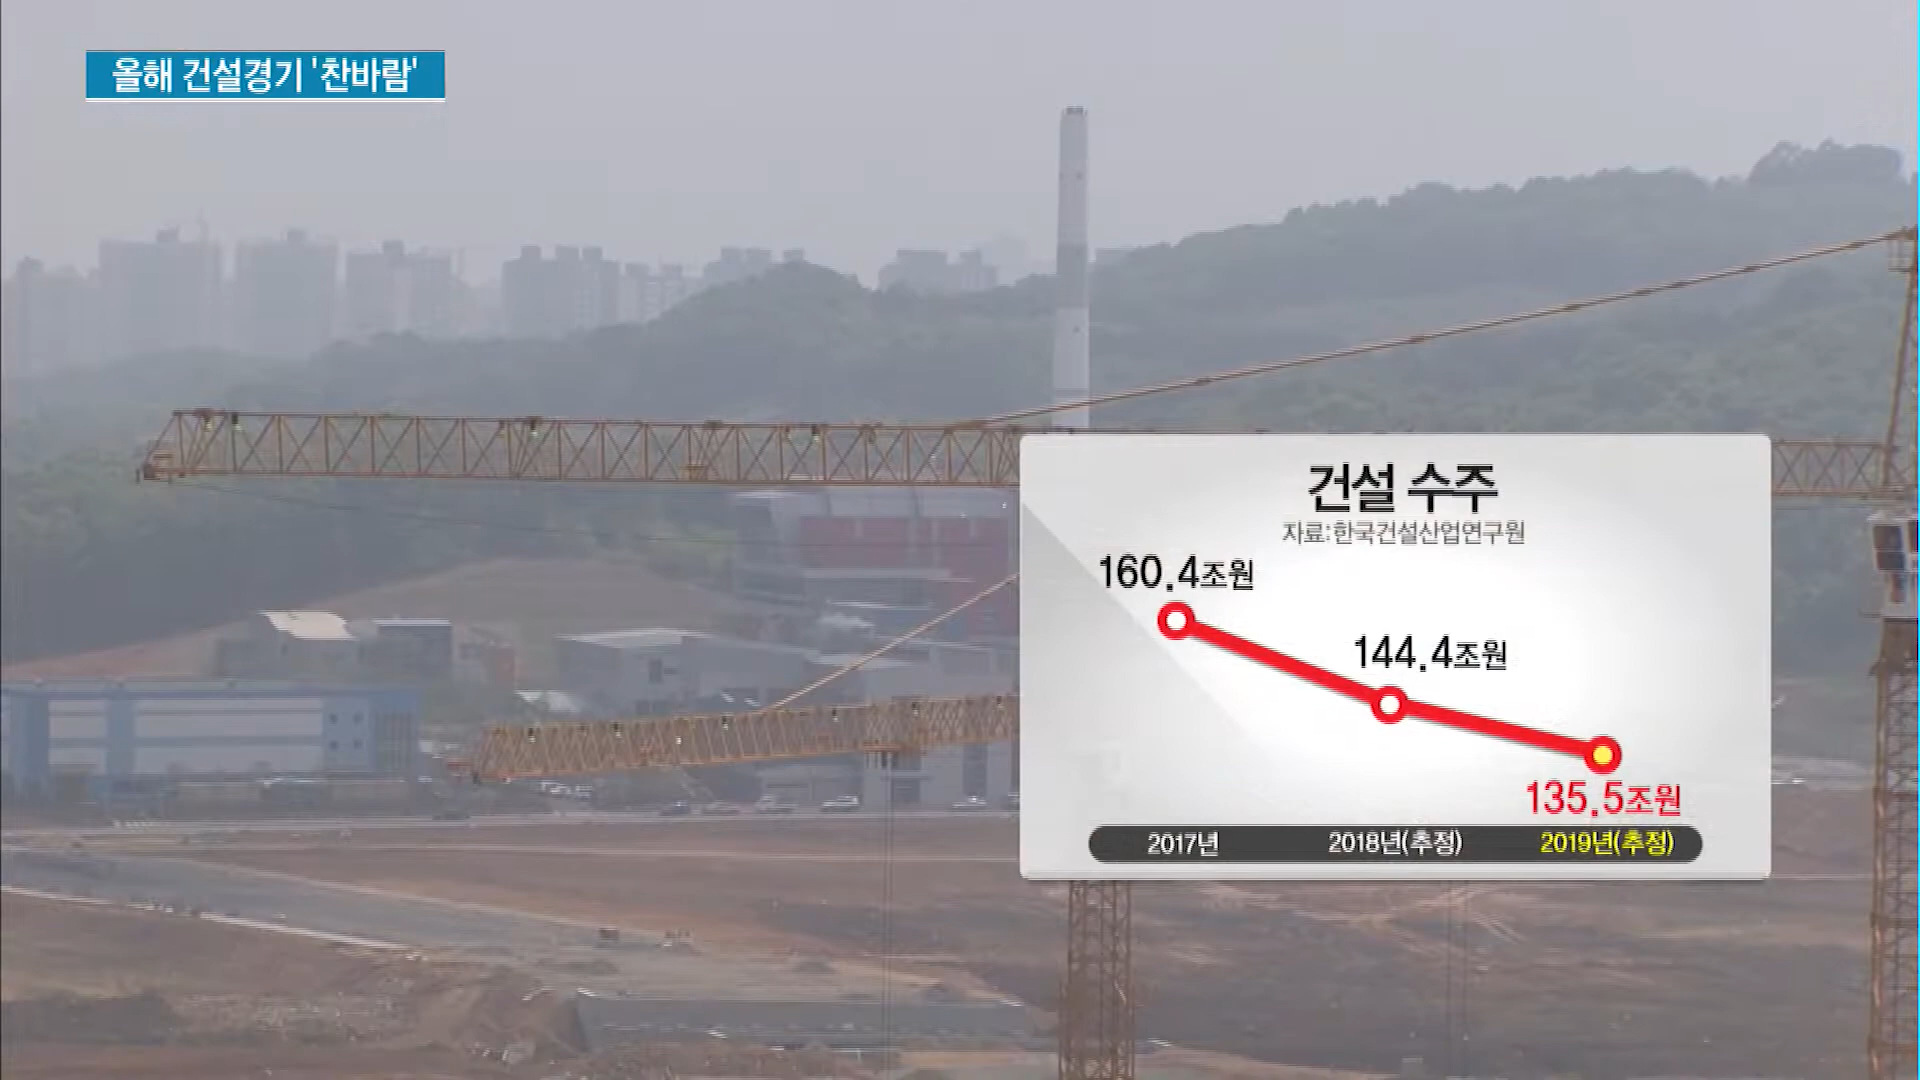 올해 건설경기 '찬바람'
건설 수주
자료:한국건설산업연구원
160.4조원
144.4조원
135.5조원
2017년 2018년(추정) 2019년(추정)